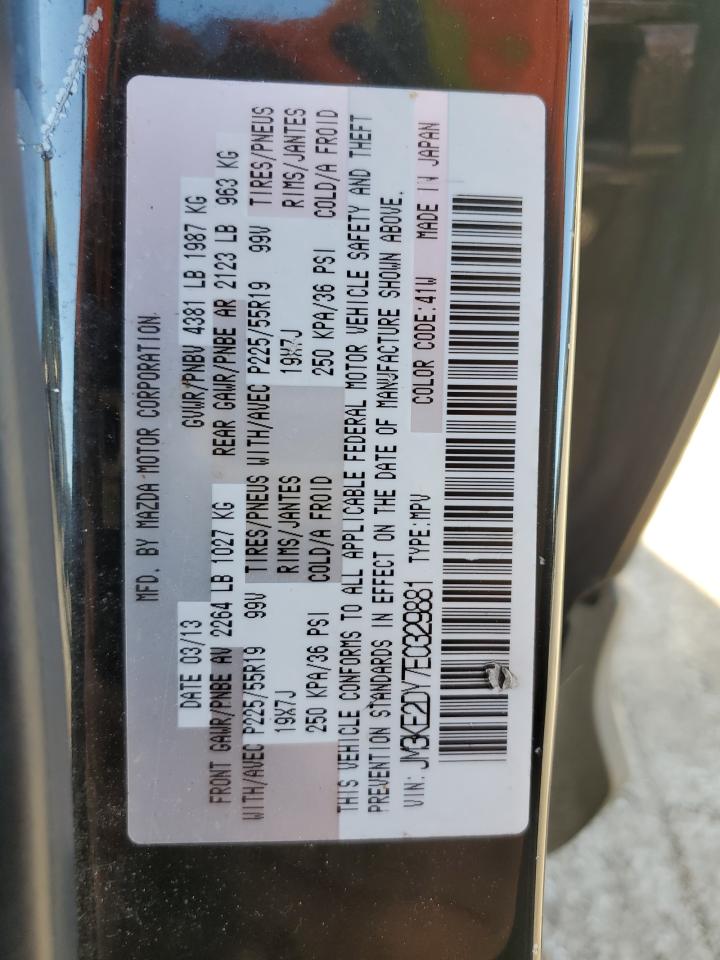 MFD. BY MAZDA MOTOR CORPORATION
DATE 03/13 GVWR/PNBV 4381 LB 1987 KG
FRONT GAWR/PNBE AV 2264 LB 1027 KG REAR GAWR/PNBE AR 2123 LB 963 KG
WITH/AVEC P225/55R19 99V TIRES/PNEUS WITH/AVEC P225/55R19 99V TIRES/PNEUS
19X7J RIMS/JANTES 19X7J RIMS/JANTES
250 KPA/36 PSI COLD/A FROID 250 KPA/36 PSI COLD/A FROID
THIS VEHICLE CONFORMS TO ALL APPLICABLE FEDERAL MOTOR VEHICLE SAFETY AND THEFT
PREVENTION STANDARDS IN EFFECT ON THE DATE OF MANUFACTURE SHOWN ABOVE.
VIN: JM3KE2DY7E0329881 TYPE:MPV COLOR CODE:41W MADE IN JAPAN